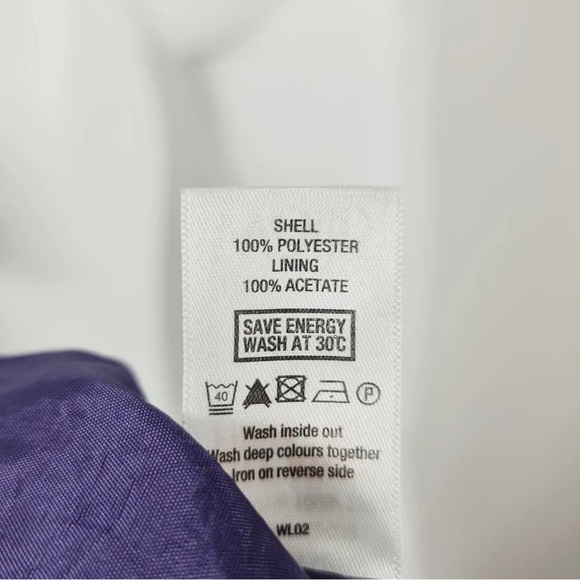 SHELL
100% POLYESTER
LINING
100% ACETATE
SAVE ENERGY
WASH AT 30°C
40 P
Wash inside out
Wash deep colours together
Iron on reverse side
WL02